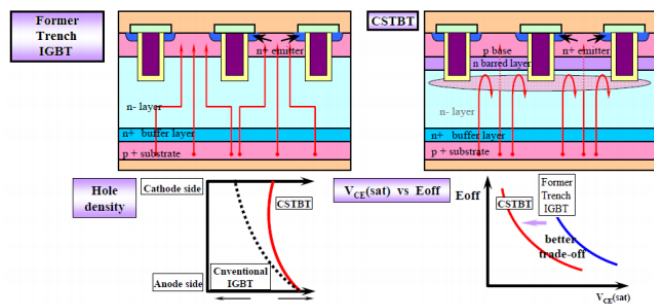 Former
Trench
IGBT
n+ emitter
n- layer
n+ buffer layer
p + substrate
CSTBT
p base
n+ emitter
n barred layer
n-layer
n+ buffer layer
p + substrate
Hole
density
Cathode side
CSTBT
Cnventional
IGBT
Anode side
VCE(sat) vs Eoff
Eoff
CSTBT
Former
Trench
IGBT
better
trade-off
VCE(sat)